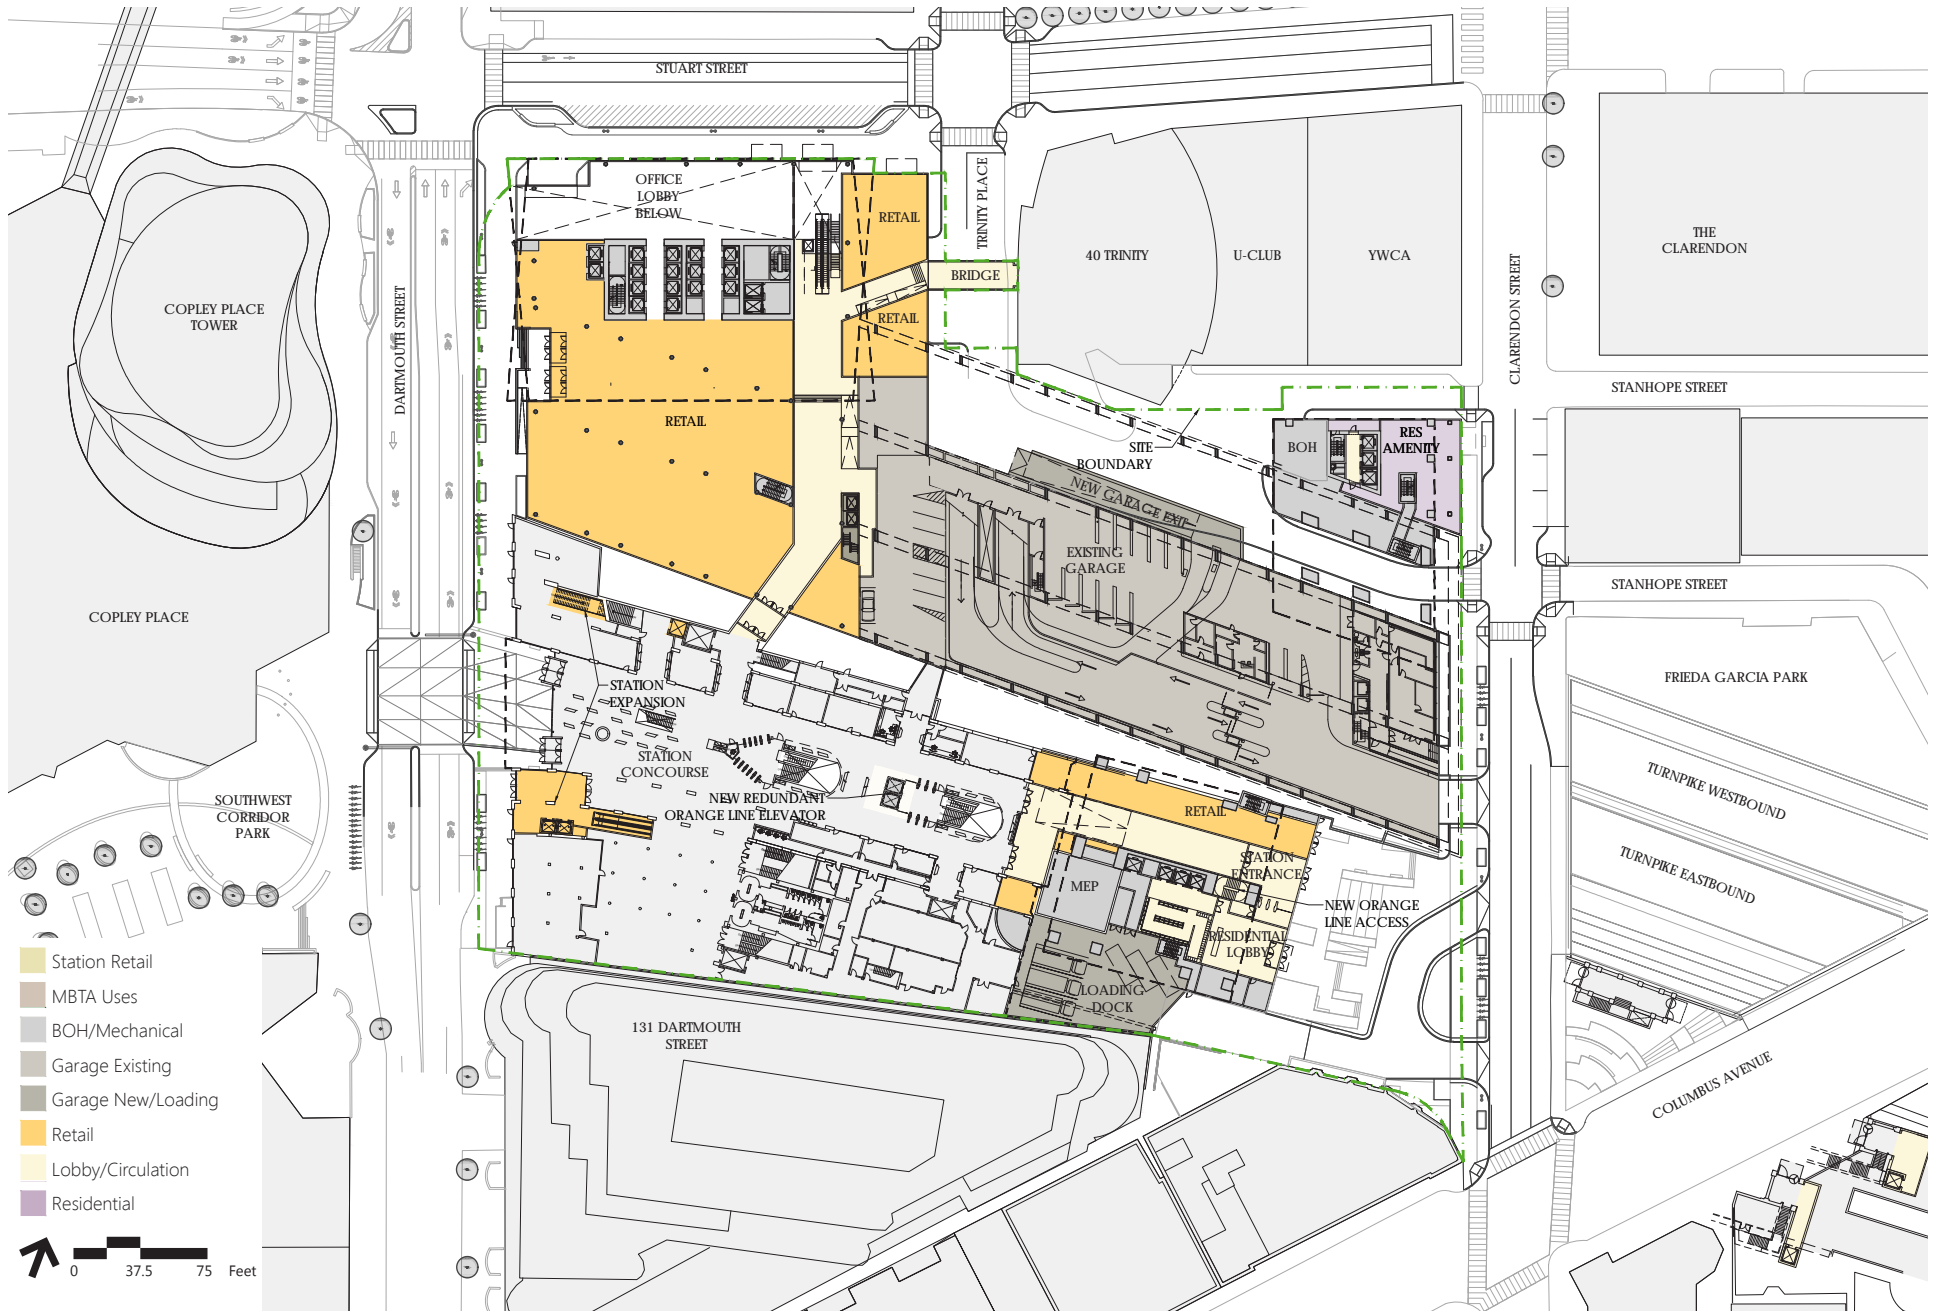 STUART STREET
OFFICE
LOBBY
BELOW
RETAIL
TRINITY PLACE
40 TRINITY
U-CLUB
YWCA
THE
CLARENDON
COPLEY PLACE
TOWER
DARTMOUTH STREET
BRIDGE
RETAIL
CLARENDON STREET
STANHOPE STREET
RETAIL
SITE
BOUNDARY
BOH
RES
AMENITY
NEW GARAGE EXIT
EXISTING
GARAGE
STANHOPE STREET
COPLEY PLACE
FRIEDA GARCIA PARK
STATION
EXPANSION
STATION
CONCOURSE
NEW REDUNDANT
ORANGE LINE ELEVATOR
SOUTHWEST
CORRIDOR
PARK
RETAIL
TURNPIKE WESTBOUND
STATION
ENTRANCE
MEP
NEW ORANGE
LINE ACCESS
TURNPIKE EASTBOUND
RESIDENTIAL
LOBBY
LOADING
DOCK
131 DARTMOUTH
STREET
COLUMBUS AVENUE
Station Retail
MBTA Uses
BOH/Mechanical
Garage Existing
Garage New/Loading
Retail
Lobby/Circulation
Residential
0 37.5 75 Feet